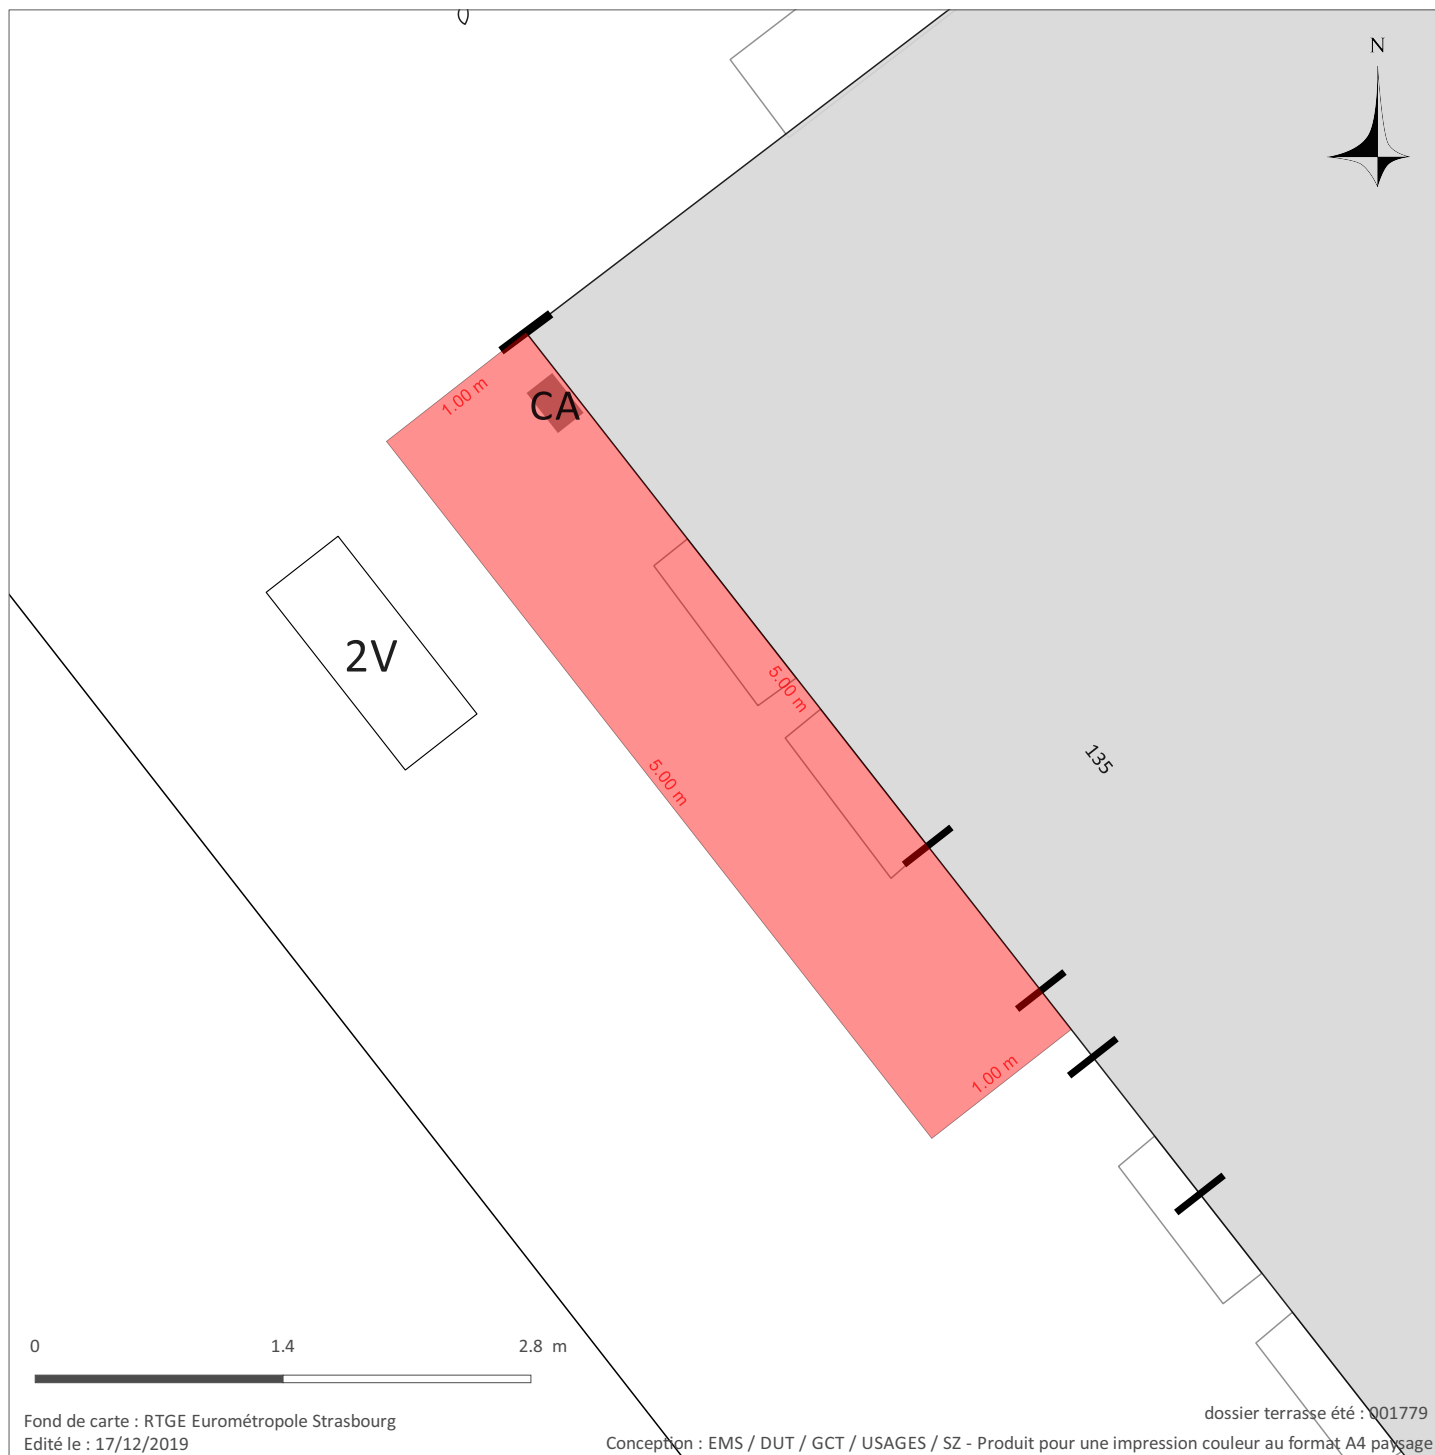 N
1.00 m
CA
2V
5.00 m
5.00 m
135
1.00 m
0 1.4 2.8 m
Fond de carte : RTGE Eurométropole Strasbourg
Edité le : 17/12/2019
dossier terrasse été : 001779
Conception : EMS / DUT / GCT / USAGES / SZ - Produit pour une impression couleur au format A4 paysage